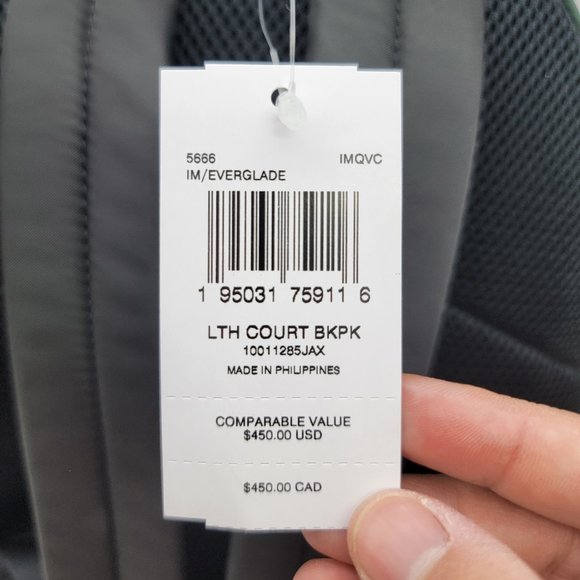 5666 IMQVC
IM/EVERGLADE
1 95031 75911 6
LTH COURT BKPK
10011285JAX
MADE IN PHILIPPINES
COMPARABLE VALUE
$450.00 USD
$450.00 CAD